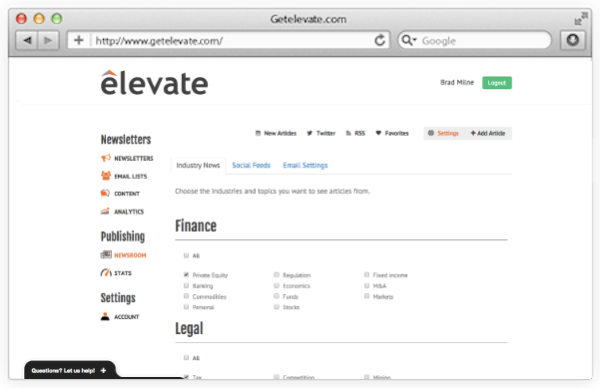 Getelevate.com
http://www.getelevate.com/
Google
êlevate
Brad Milne
Logout
New Articles Twitter RSS Favorites Settings + Add Article
Newsletters
NEWSLETTERS
EMAIL LISTS
CONTENT
ANALYTICS
Publishing
NEWSROOM
STATS
Settings
ACCOUNT
Industry News Social Feeds Email Settings
Choose the industries and topics you want to see articles from.
Finance
All
Private Equity Regulation Fixed income
Banking Economics M&A
Commodities Funds Markets
Personal Stocks
Legal
All
Tax Competition Mining
Questions? Let us help! +